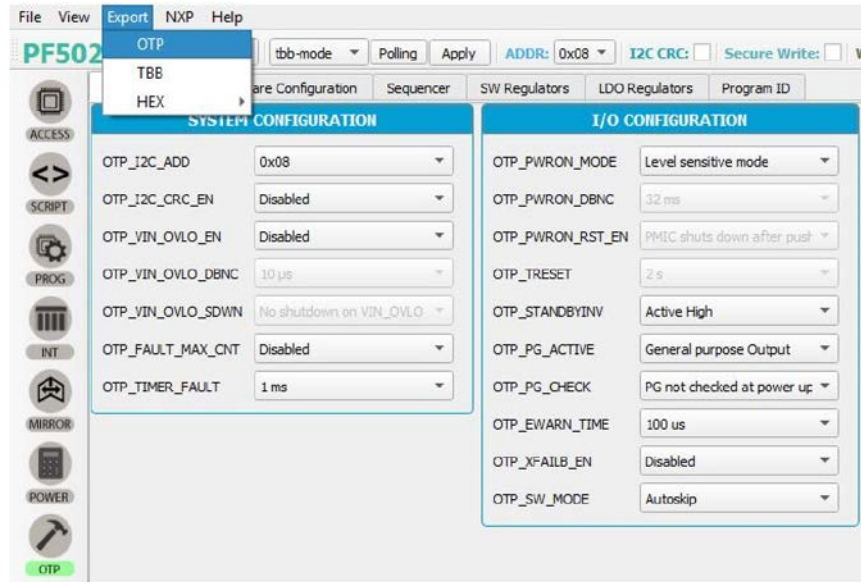 File View Export NXP Help
PF502 tbb-mode Polling Apply ADDR: 0x08 I2C CRC: Secure Write:
OTP
TBB
HEX
are Configuration Sequencer SW Regulators LDO Regulators Program ID
SYSTEM CONFIGURATION
OTP_I2C_ADD 0x08
OTP_I2C_CRC_EN Disabled
OTP_VIN_OVLO_EN Disabled
OTP_VIN_OVLO_DBNC 10 µs
OTP_VIN_OVLO_SDWN No shutdown on VIN_OVLO
OTP_FAULT_MAX_CNT Disabled
OTP_TIMER_FAULT 1 ms
I/O CONFIGURATION
OTP_PWRON_MODE Level sensitive mode
OTP_PWRON_DBNC 32 ms
OTP_PWRON_RST_EN PMIC shuts down after push
OTP_TRESET 2 s
OTP_STANDBYINV Active High
OTP_PG_ACTIVE General purpose Output
OTP_PG_CHECK PG not checked at power up
OTP_EWARN_TIME 100 us
OTP_XFAILB_EN Disabled
OTP_SW_MODE Autoskip
ACCESS
SCRIPT
PROG
INT
MIRROR
POWER
OTP